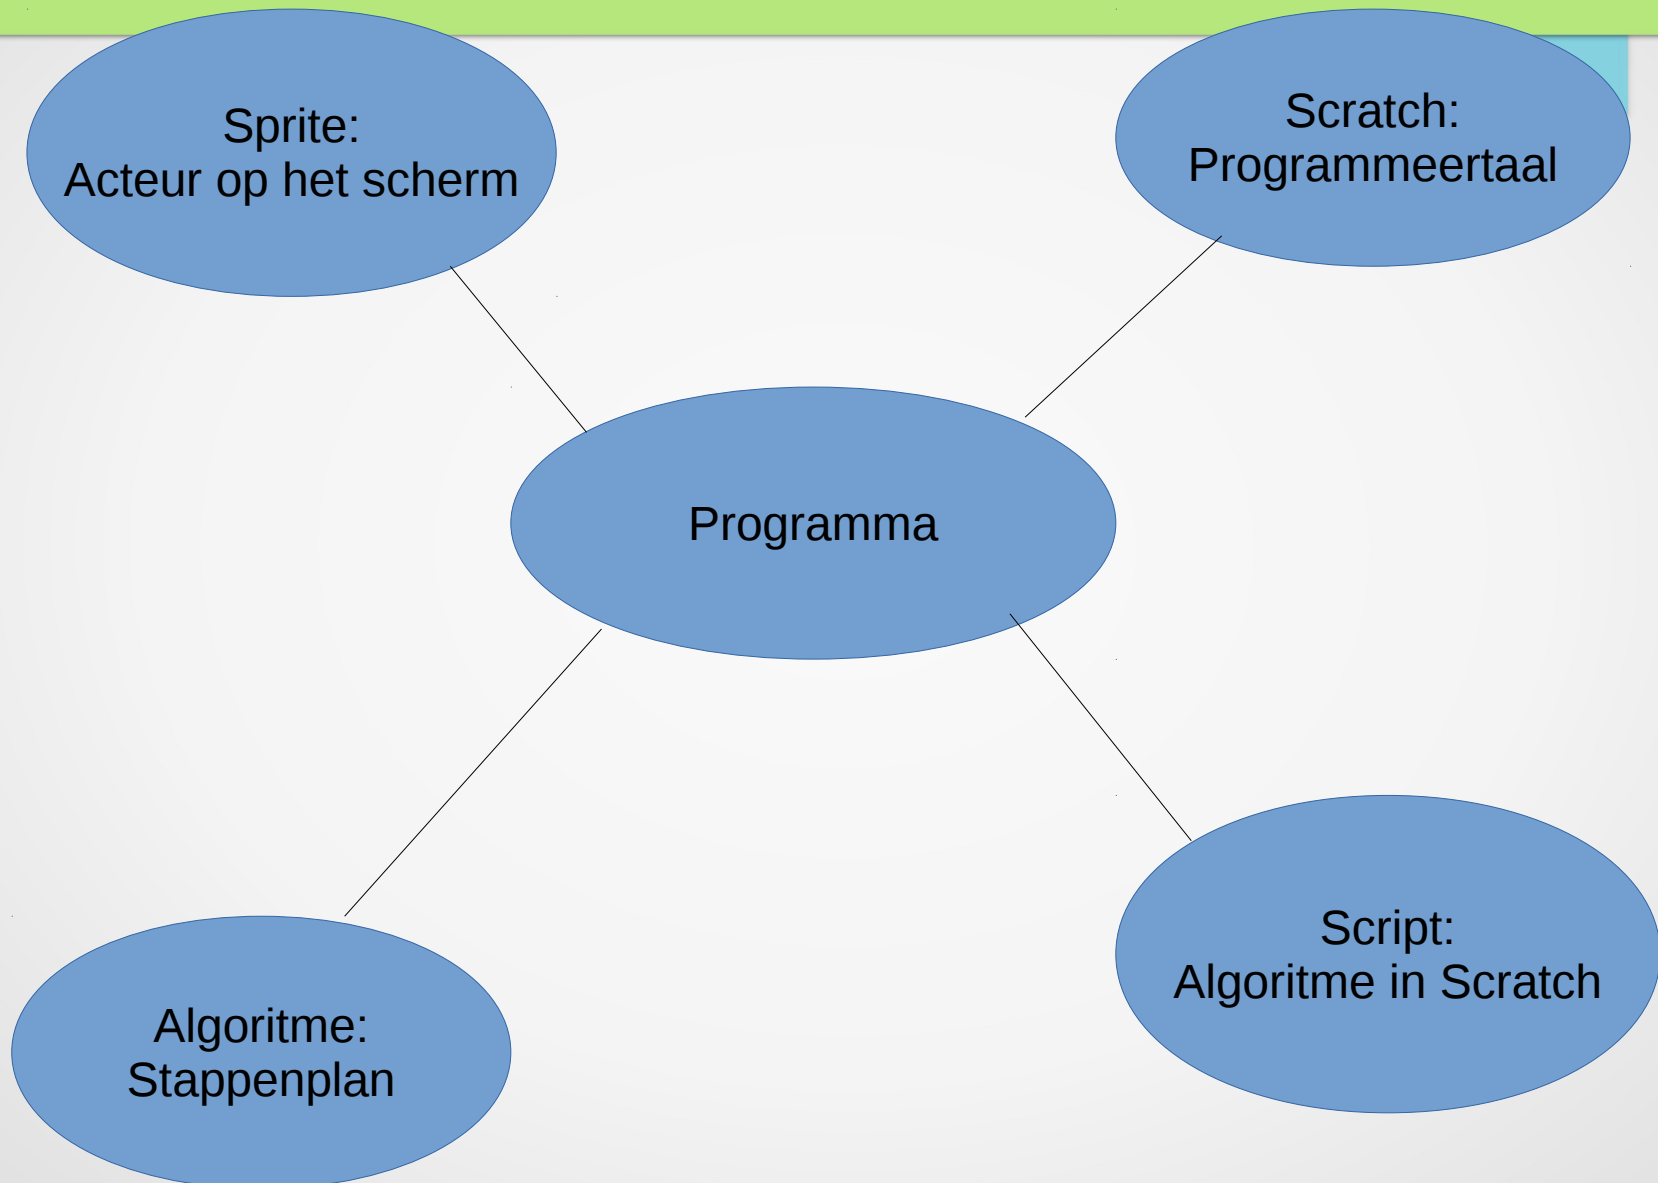 Sprite:
Acteur op het scherm
Scratch:
Programmeertaal
Programma
Algoritme:
Stappenplan
Script:
Algoritme in Scratch